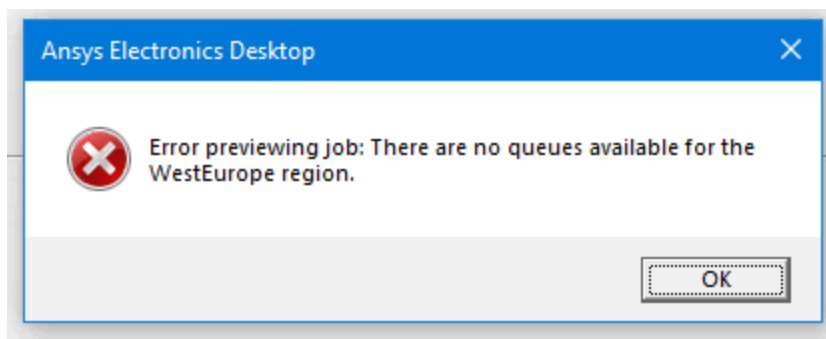 Ansys Electronics Desktop
Error previewing job: There are no queues available for the
WestEurope region.
OK